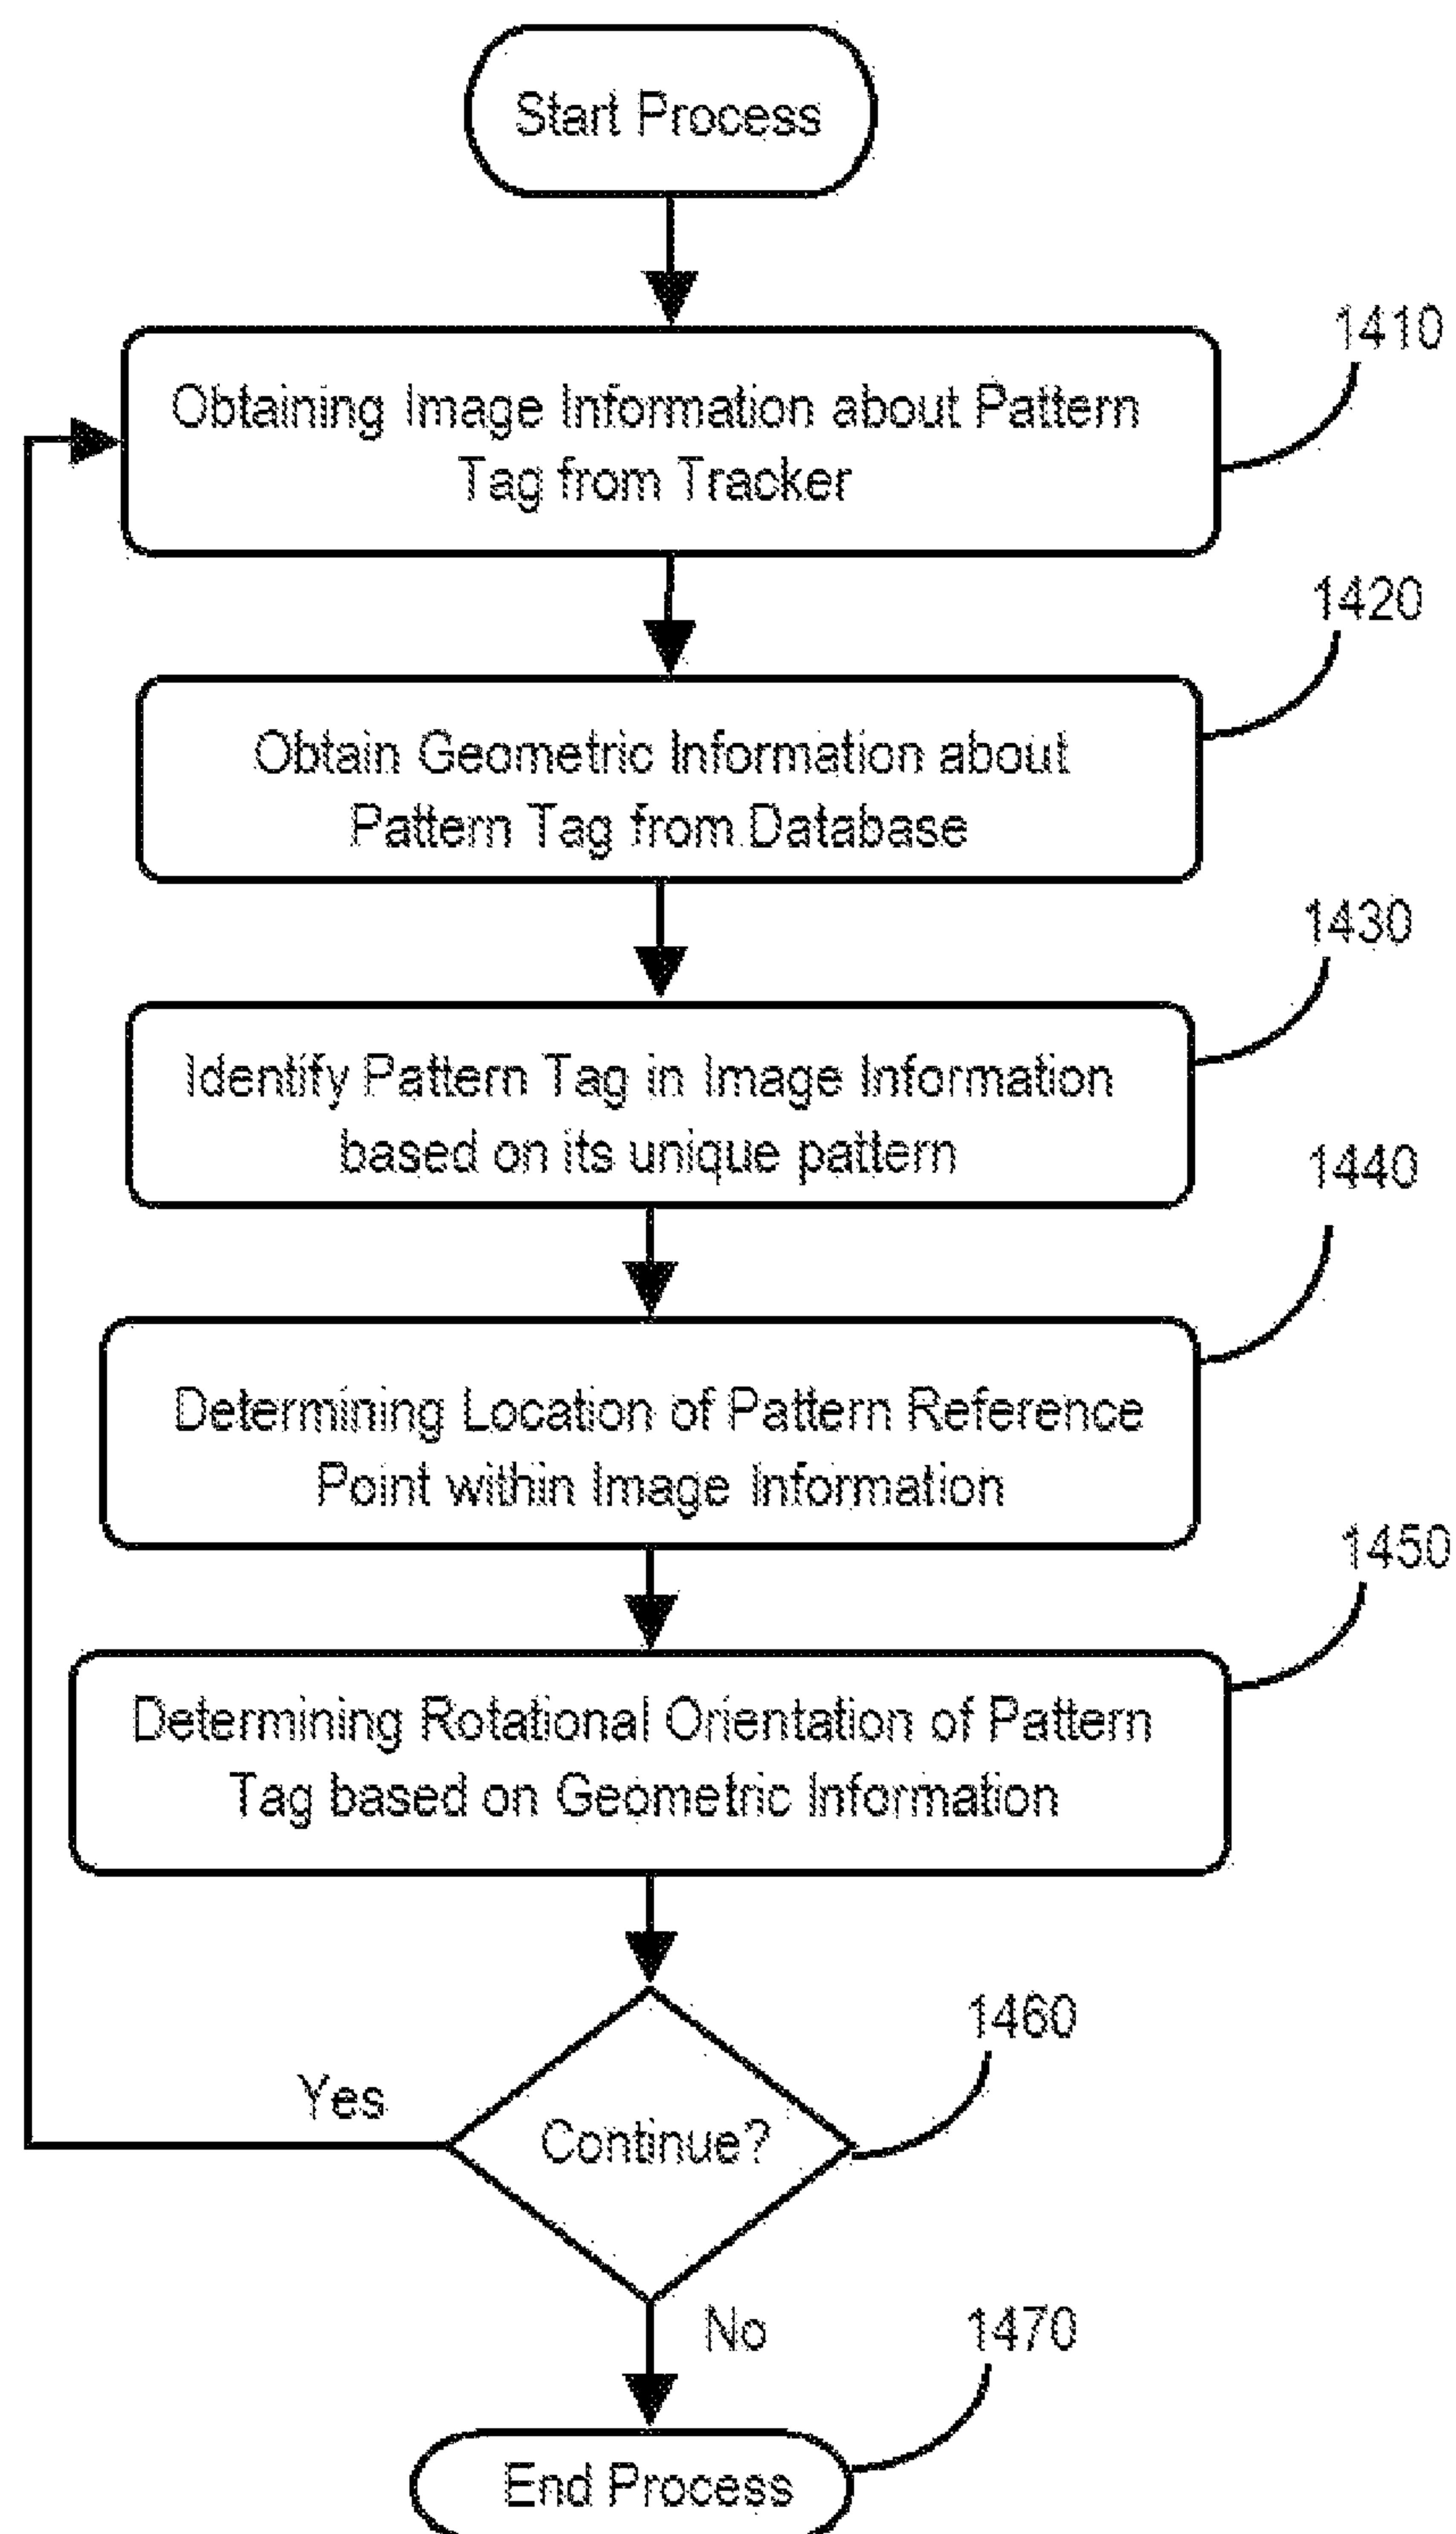 Start Process
1410
Obtaining Image Information about Pattern
Tag from Tracker
1420
Obtain Geometric Information about
Pattern Tag from Database
1430
Identify Pattern Tag in Image Information
based on its unique pattern
1440
Determining Location of Pattern Reference
Point within Image Information
1450
Determining Rotational Orientation of Pattern
Tag based on Geometric Information
1460
Yes
Continue?
No
1470
End Process